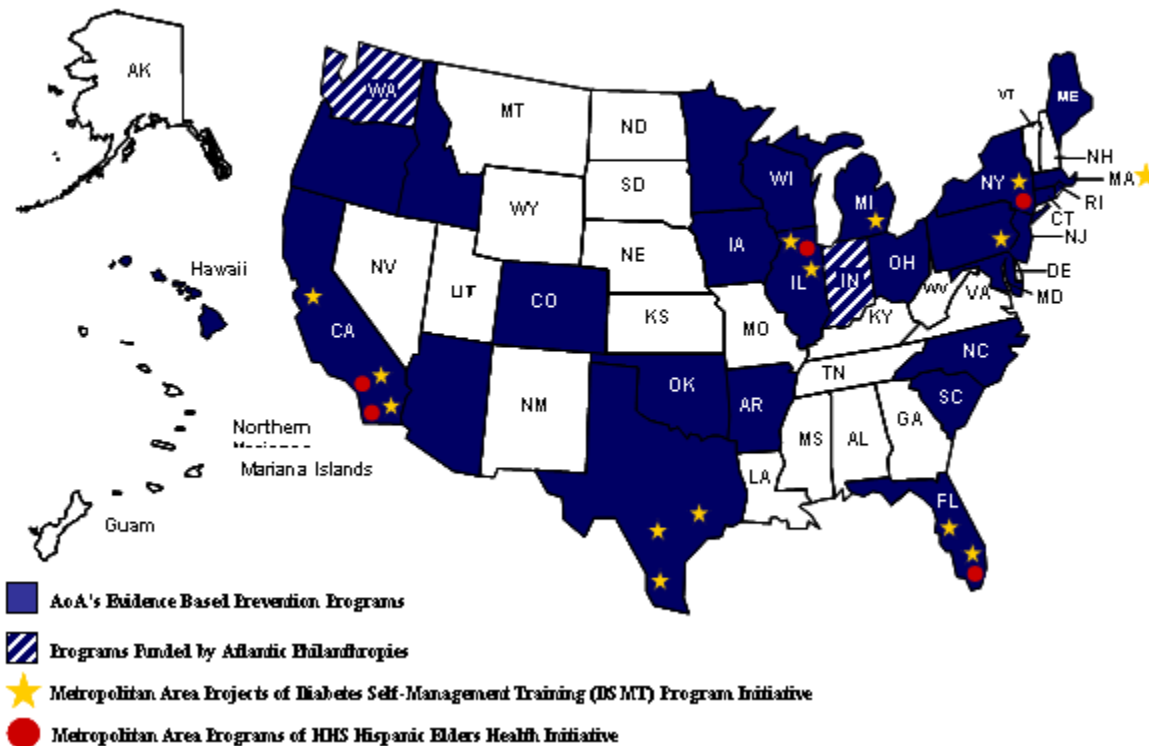 AK
WA
MT
ND
VT
ME
NH
MA
RI
CT
NJ
DE
MD
NY
WI
MI
SD
WY
IA
NE
NV
UT
CO
KS
IL
IN
OH
WV
VA
KY
MO
CA
Hawaii
OK
AR
TN
NC
SC
NM
MS
AL
GA
LA
FL
Northern
Mariana Islands
Guam
AoA's Evidence Based Prevention Programs
Programs Funded by Atlantic Philanthropies
Metropolitan Area Projects of Diabetes Self-Management Training (DSMT) Program Initiative
Metropolitan Area Programs of HHS Hispanic Elders Health Initiative